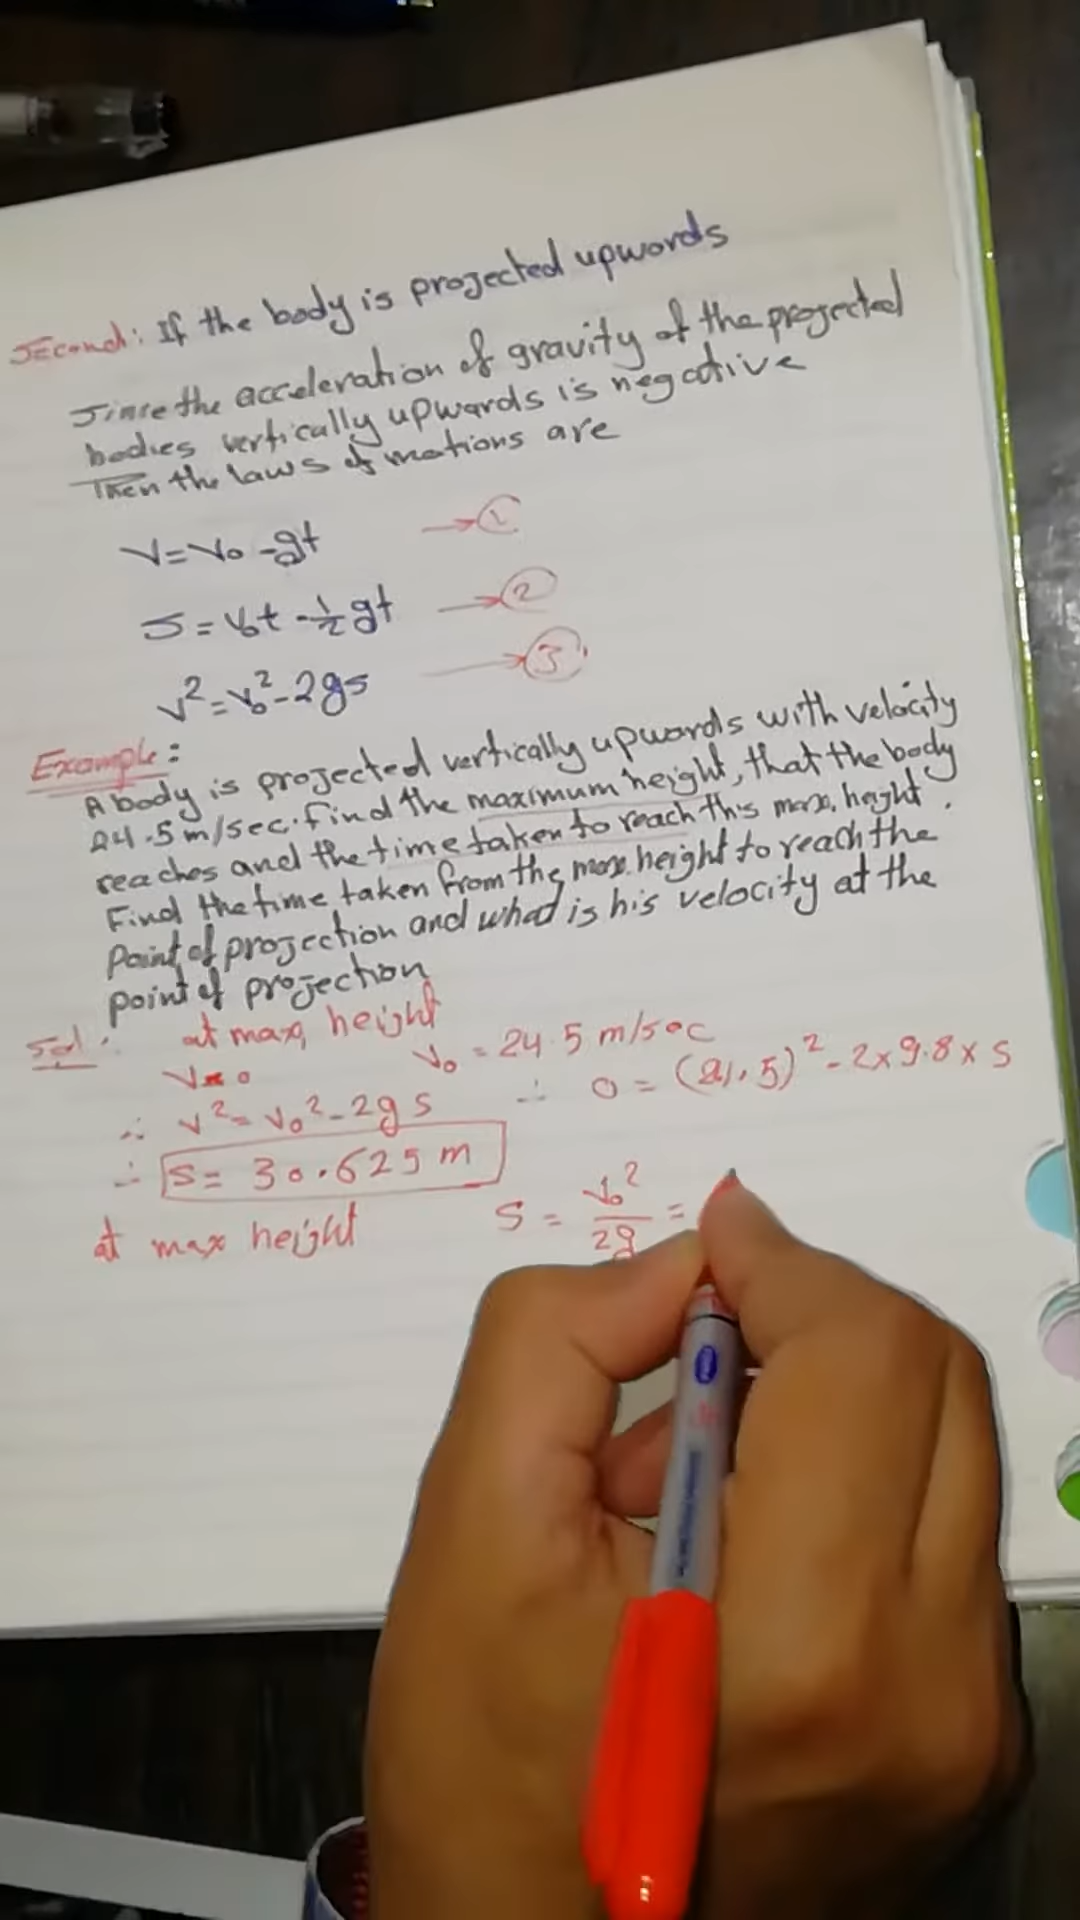 Second: If the body is projected upwords
Since the acceleration of gravity of the projected
bodies vertically upwards is negative
Then the laws of motions are
V = V₀ - gt → 1
S = V₀t - ½ gt → 2
V² = V₀² - 2gs → 3
Example:
A body is projected vertically upwards with velocity
24.5 m/sec. find the maximum height, that the body
reaches and the time taken to reach this max. height.
Find the time taken from the max. height to reach the
point of projection and what is his velocity at the
point of projection
Sol: at max, height
V = 0 V₀ = 24.5 m/sec
∴ V² = V₀² - 2gs ∴ 0 = (24.5)² - 2×9.8×S
∴ S = 30.625 m
at max height S = V₀²/2g =